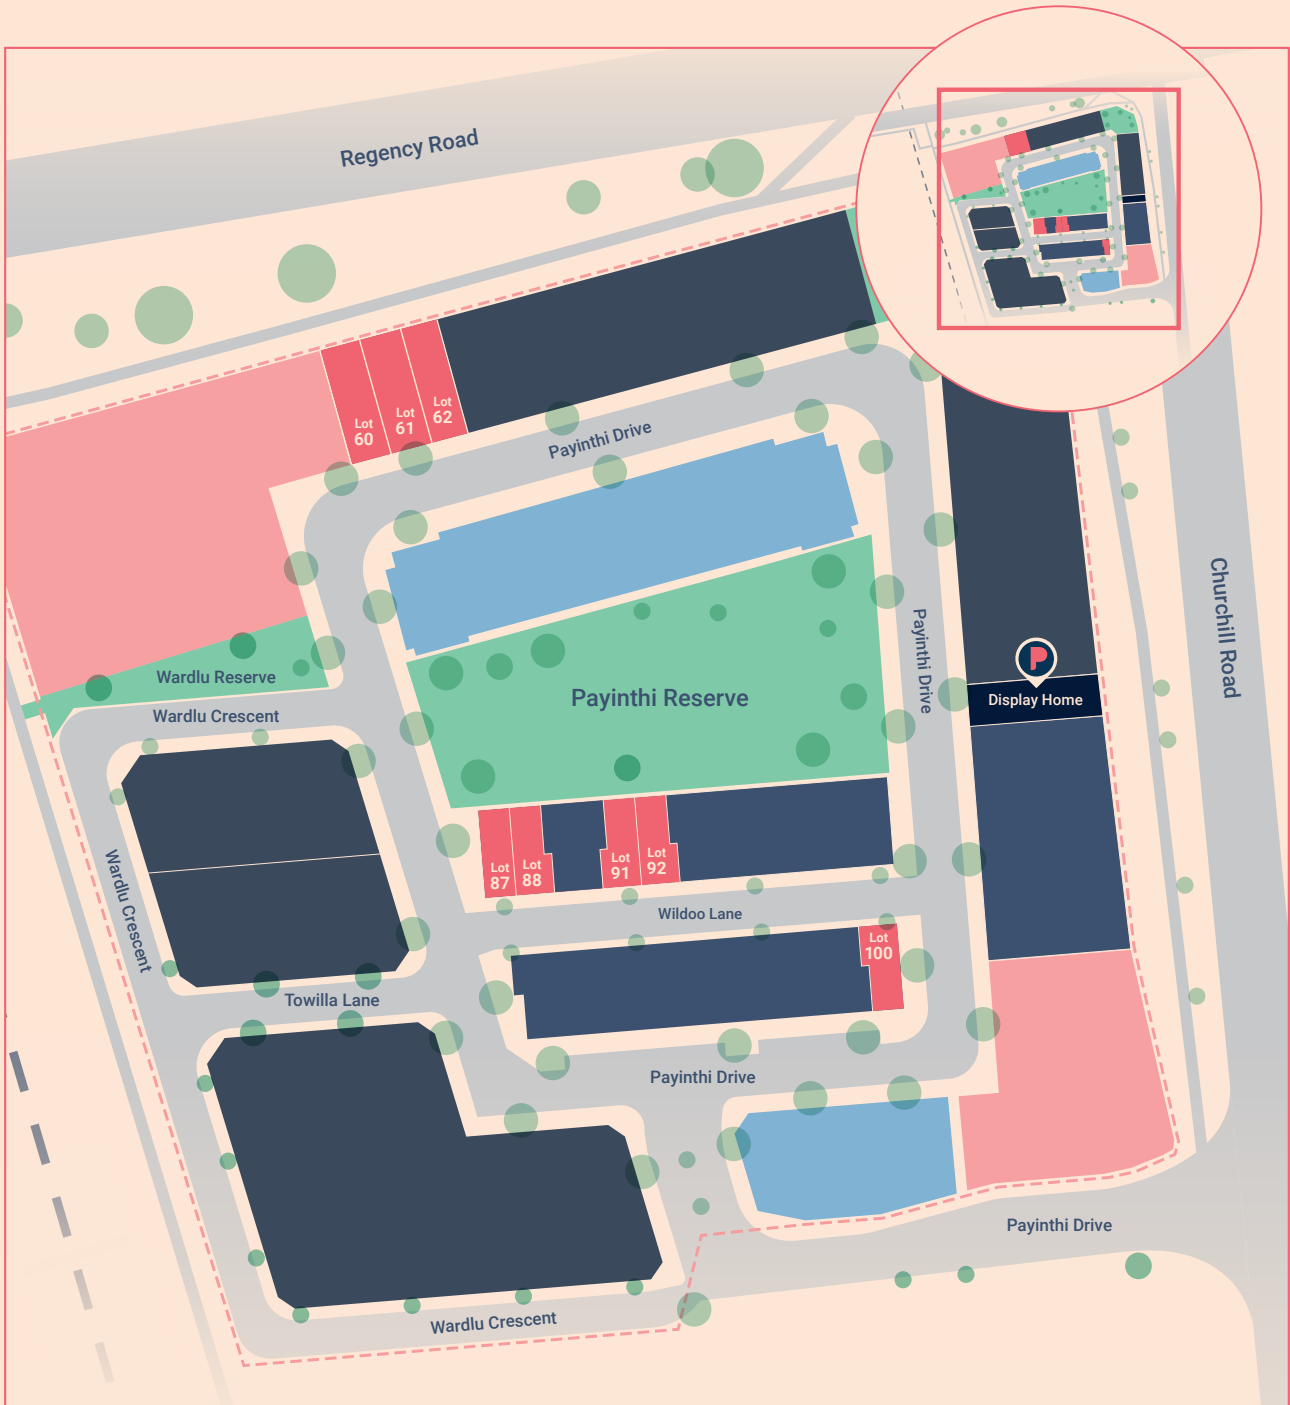 Regency Road
Lot
60
Lot
61
Lot
62
Payinthi Drive
Churchill Road
Payinthi Drive
P
Display Home
Wardlu Reserve
Payinthi Reserve
Wardlu Crescent
Lot
87
Lot
88
Lot
91
Lot
92
Wardlu Crescent
Wildoo Lane
Lot
100
Towilla Lane
Payinthi Drive
Payinthi Drive
Wardlu Crescent